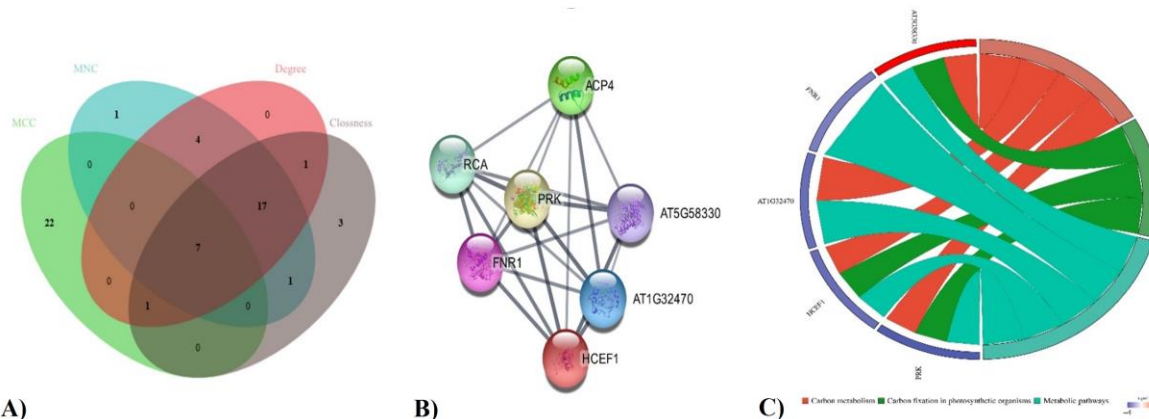 MNC
Degree
MCC
Clossness
1
0
4
0
1
22
0
17
3
7
0
1
1
0
0
A)
ACP4
RCA
PRK
AT5G58330
FNR1
AT1G32470
HCEF1
B)
FNR1
AT1G32470
HCEF1
PRK
Carbon metabolism
Carbon fixation in photosynthetic organisms
Metabolic pathways
C)